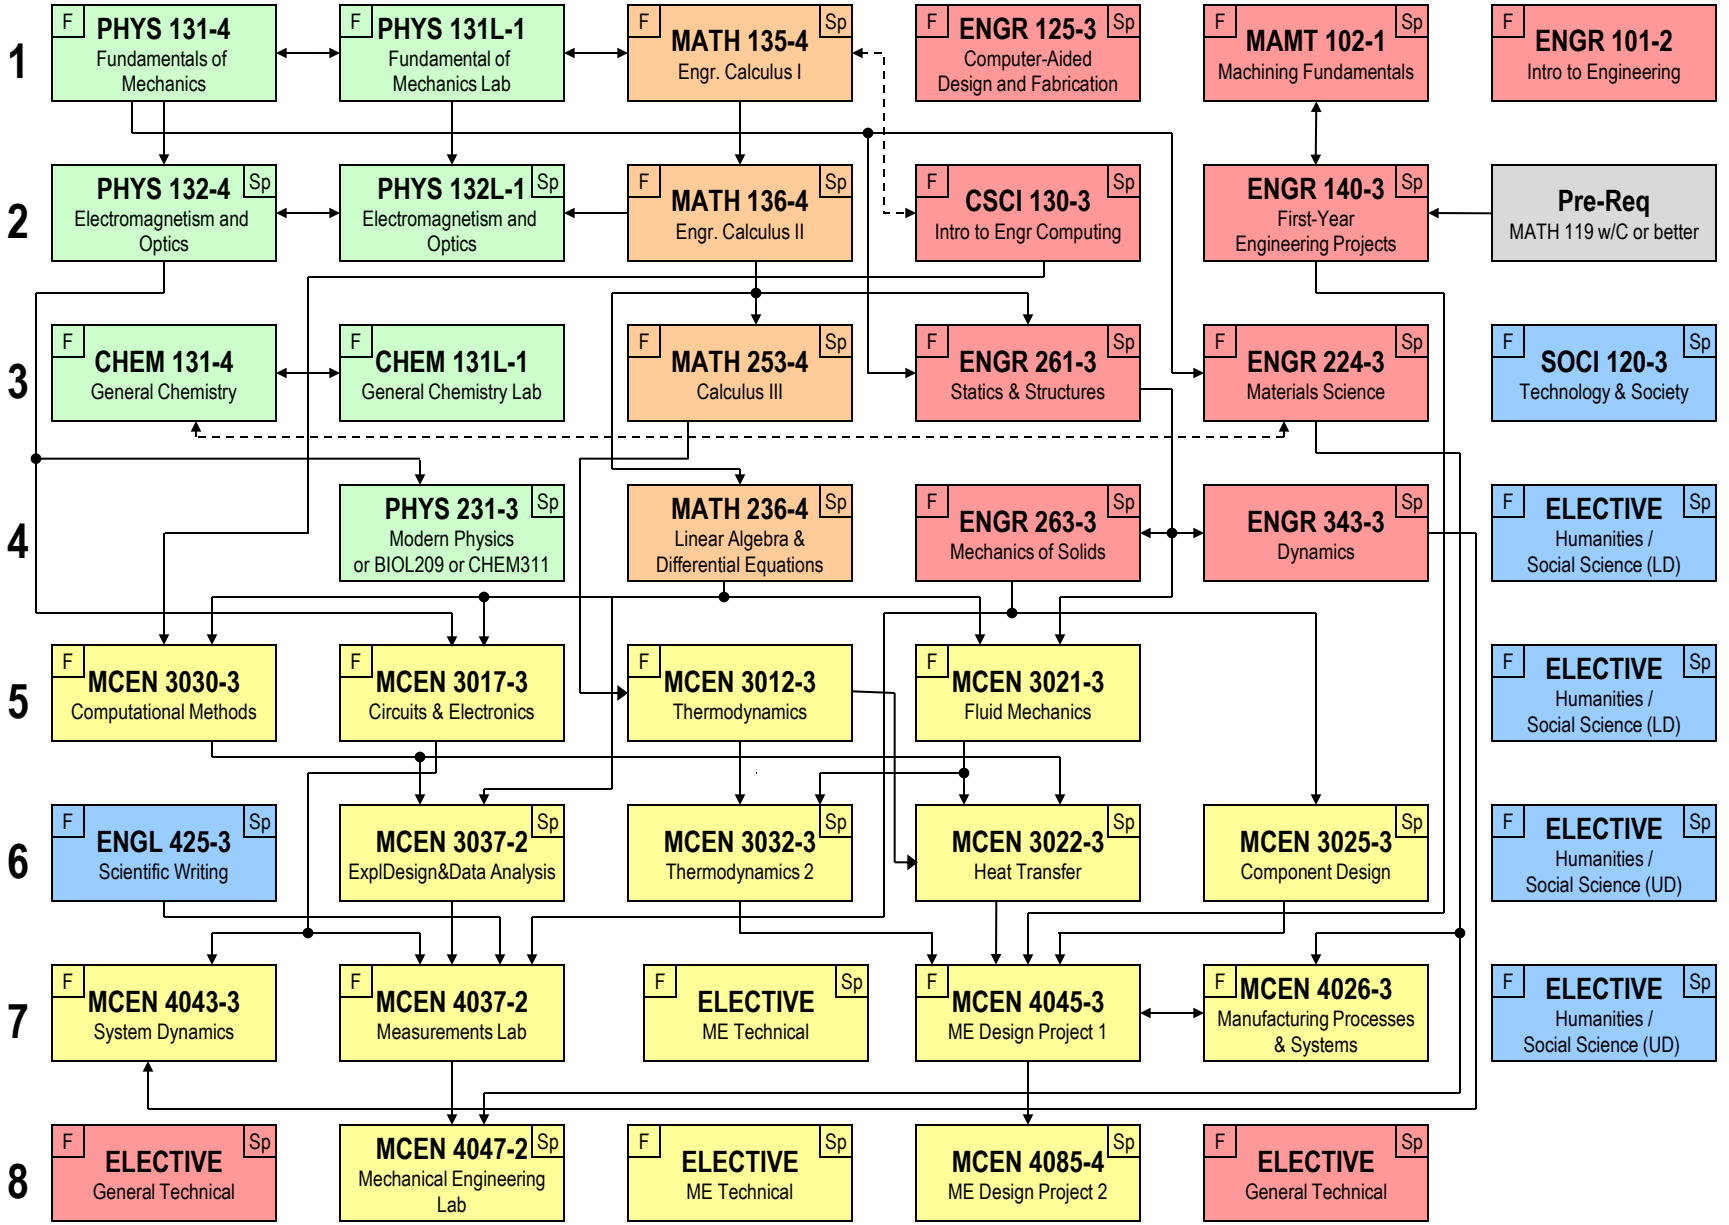 1
F
PHYS 131-4
Fundamentals of
Mechanics
F
PHYS 131L-1
Fundamental of
Mechanics Lab
F
Sp
MATH 135-4
Engr. Calculus I
F
Sp
ENGR 125-3
Computer-Aided
Design and Fabrication
F
Sp
MAMT 102-1
Machining Fundamentals
F
ENGR 101-2
Intro to Engineering
2
PHYS 132-4
Sp
Electromagnetism and
Optics
PHYS 132L-1
Sp
Electromagnetism and
Optics
F
Sp
MATH 136-4
Engr. Calculus II
F
Sp
CSCI 130-3
Intro to Engr Computing
F
Sp
ENGR 140-3
First-Year
Engineering Projects
Pre-Req
MATH 119 w/C or better
3
F
CHEM 131-4
General Chemistry
F
CHEM 131L-1
General Chemistry Lab
F
Sp
MATH 253-4
Calculus III
F
Sp
ENGR 261-3
Statics & Structures
F
Sp
ENGR 224-3
Materials Science
F
Sp
SOCI 120-3
Technology & Society
4
PHYS 231-3
Sp
Modern Physics
or BIOL209 or CHEM311
MATH 236-4
Sp
Linear Algebra &
Differential Equations
F
Sp
ENGR 263-3
Mechanics of Solids
Sp
ENGR 343-3
Dynamics
F
Sp
ELECTIVE
Humanities /
Social Science (LD)
5
F
MCEN 3030-3
Computational Methods
F
MCEN 3017-3
Circuits & Electronics
F
MCEN 3012-3
Thermodynamics
F
MCEN 3021-3
Fluid Mechanics
F
Sp
ELECTIVE
Humanities /
Social Science (LD)
6
F
Sp
ENGL 425-3
Scientific Writing
Sp
MCEN 3037-2
ExplDesign&Data Analysis
Sp
MCEN 3032-3
Thermodynamics 2
Sp
MCEN 3022-3
Heat Transfer
Sp
MCEN 3025-3
Component Design
F
Sp
ELECTIVE
Humanities /
Social Science (UD)
7
F
MCEN 4043-3
System Dynamics
F
MCEN 4037-2
Measurements Lab
F
Sp
ELECTIVE
ME Technical
F
MCEN 4045-3
ME Design Project 1
F
MCEN 4026-3
Manufacturing Processes
& Systems
F
Sp
ELECTIVE
Humanities /
Social Science (UD)
8
F
Sp
ELECTIVE
General Technical
MCEN 4047-2
Sp
Mechanical Engineering
Lab
F
Sp
ELECTIVE
ME Technical
Sp
MCEN 4085-4
ME Design Project 2
F
Sp
ELECTIVE
General Technical